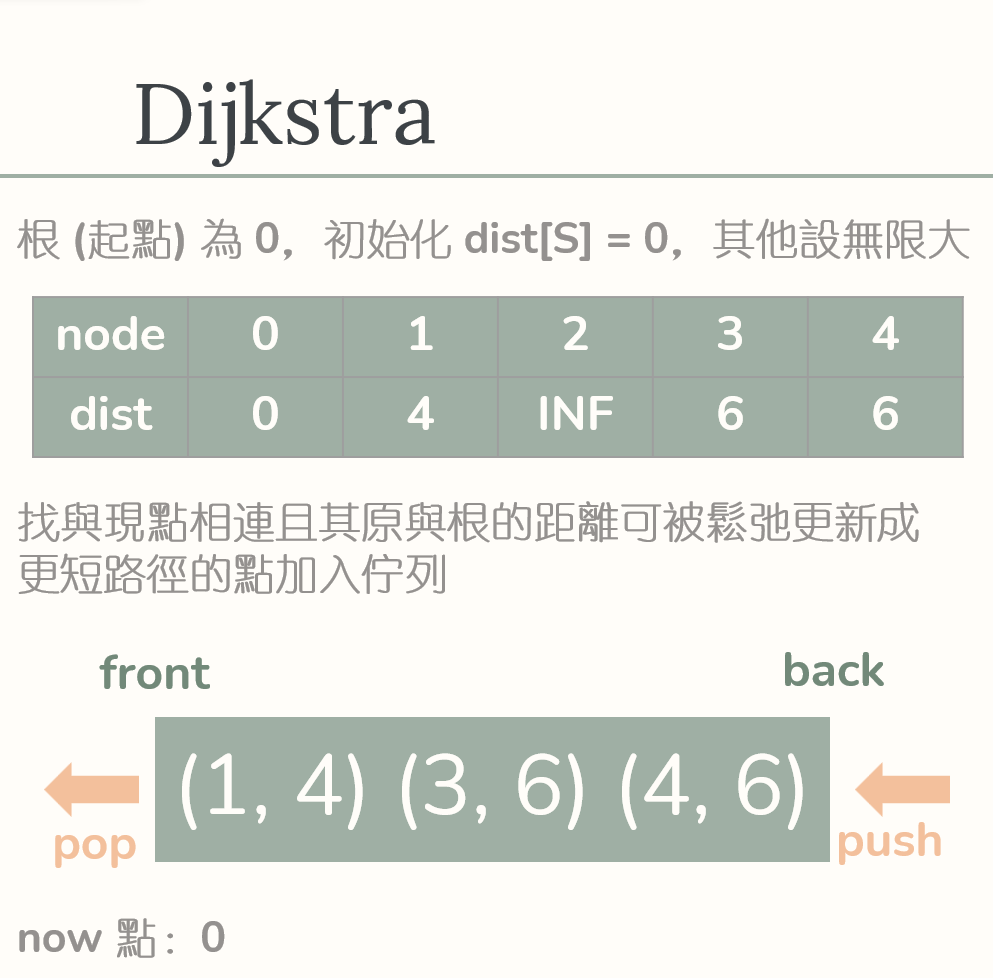 Dijkstra
根 (起點) 為 0，初始化 dist[S] = 0，其他設無限大
node 0 1 2 3 4
dist 0 4 INF 6 6
找與現點相連且其原與根的距離可被鬆弛更新成
更短路徑的點加入佇列
front back
(1, 4) (3, 6) (4, 6)
pop push
now 點：0